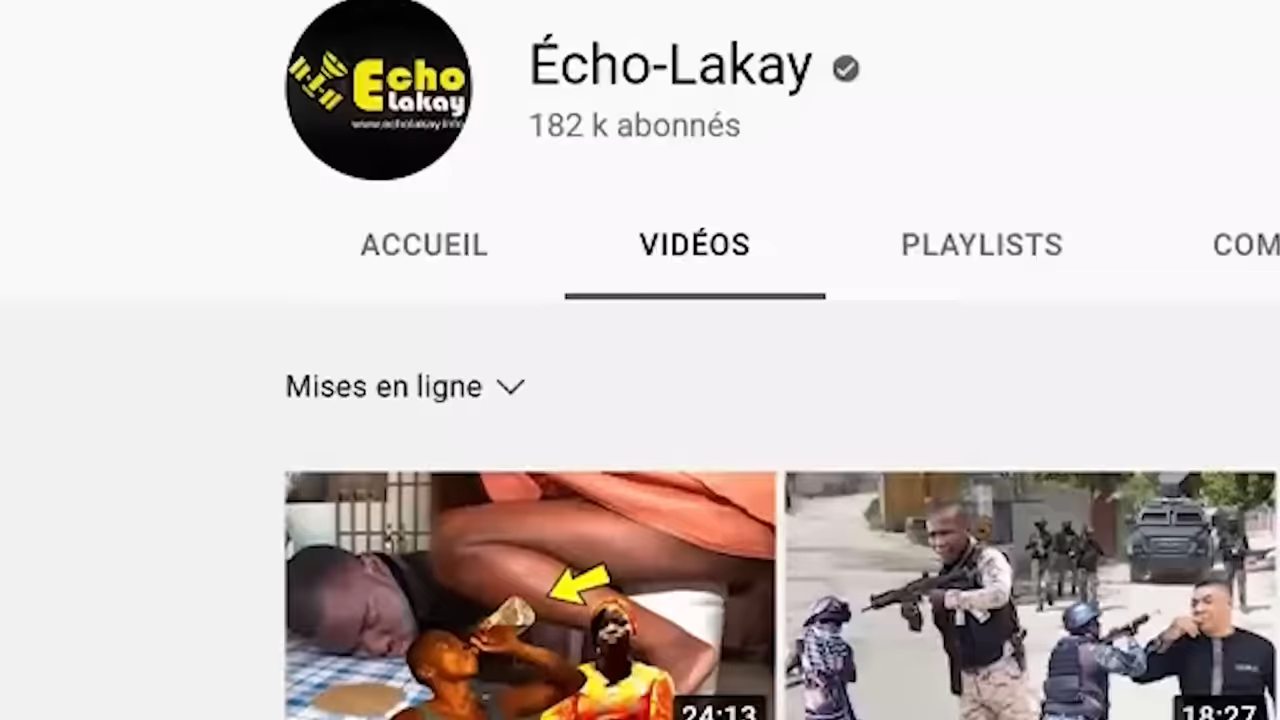 Echo
Lakay
www.echolakay.info
Écho-Lakay
182 k abonnés
ACCUEIL
VIDÉOS
PLAYLISTS
COM
Mises en ligne
24:13
18:27